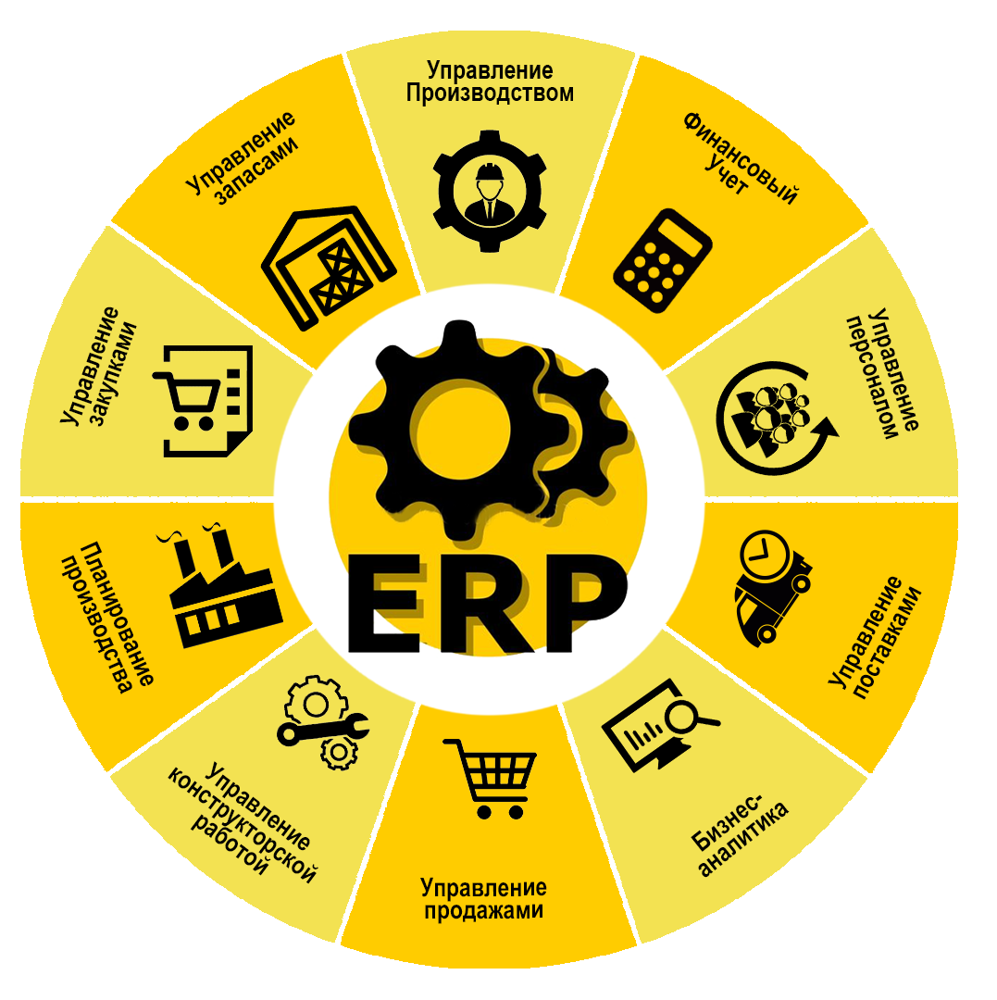 Управление
Производством
Финансовый
Учет
Управление
персоналом
Управление
поставками
Бизнес-
аналитика
Управление
продажами
Управление
конструкторской
работой
Планирование
производства
Управление
закупками
Управление
запасами
ERP